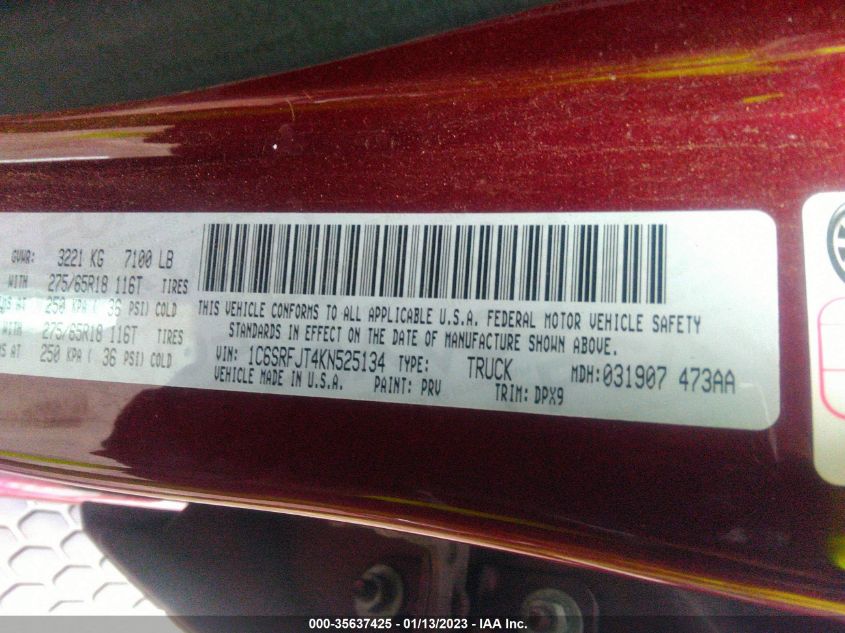 GVWR: 3221 KG 7100 LB
WITH 275/65R18 116T TIRES
AT 250 KPA ( 36 PSI) COLD
WITH 275/65R18 116T TIRES
AT 250 KPA ( 36 PSI) COLD
THIS VEHICLE CONFORMS TO ALL APPLICABLE U.S.A. FEDERAL MOTOR VEHICLE SAFETY
STANDARDS IN EFFECT ON THE DATE OF MANUFACTURE SHOWN ABOVE.
VIN: 1C6SRFJT4KN525134 TYPE: TRUCK MDH:031907 473AA
VEHICLE MADE IN U.S.A. PAINT: PRV TRIM: DPX9
000-35637425 - 01/13/2023 - IAA Inc.